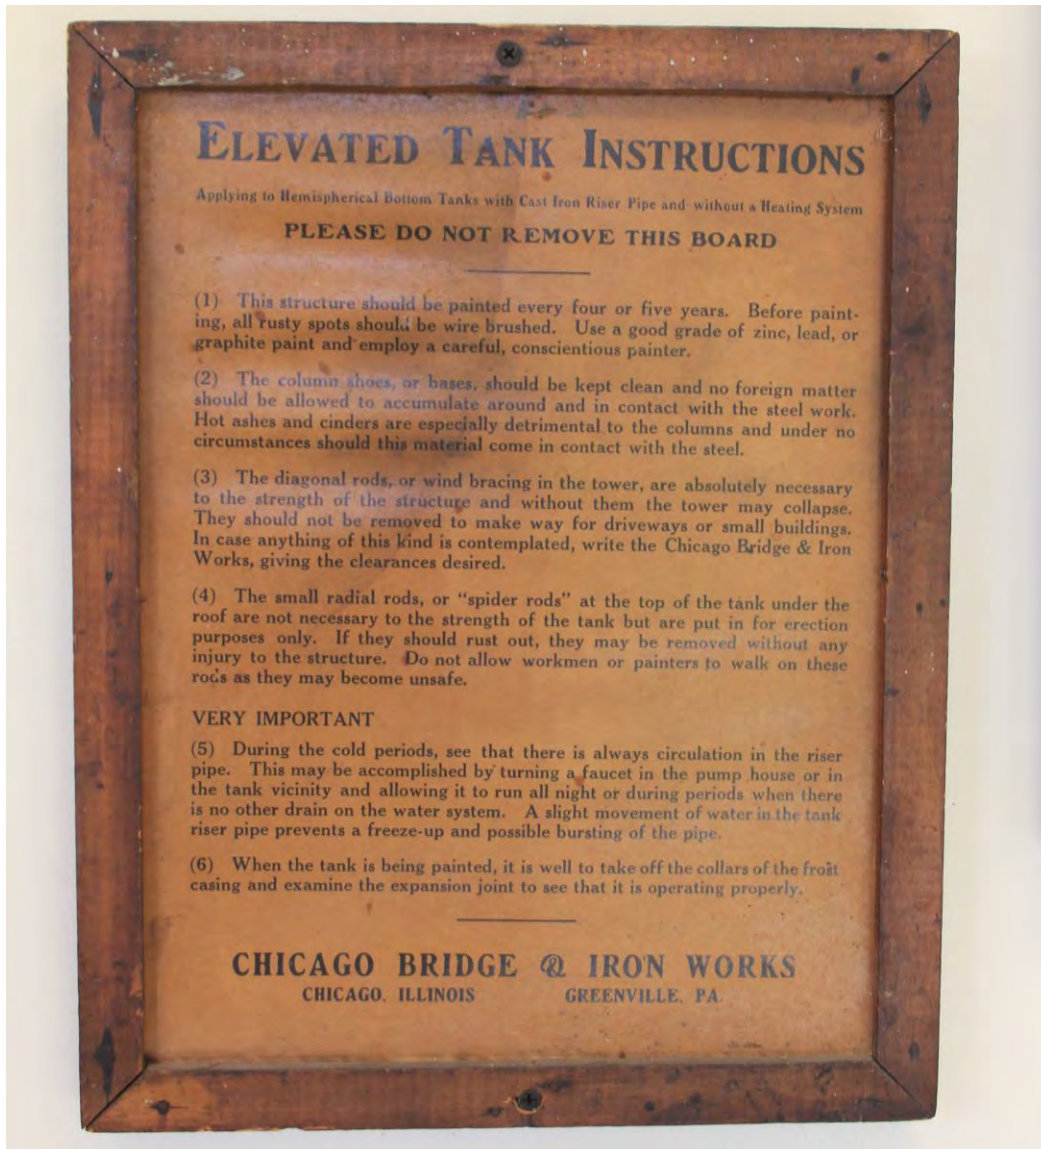 ELEVATED TANK INSTRUCTIONS
Applying to Hemispherical Bottom Tanks with Cast Iron Riser Pipe and without a Heating System
PLEASE DO NOT REMOVE THIS BOARD
(1) This structure should be painted every four or five years. Before paint-
ing, all rusty spots should be wire brushed. Use a good grade of zinc, lead, or
graphite paint and employ a careful, conscientious painter.
(2) The column shoes, or bases, should be kept clean and no foreign matter
should be allowed to accumulate around and in contact with the steel work.
Hot ashes and cinders are especially detrimental to the columns and under no
circumstances should this material come in contact with the steel.
(3) The diagonal rods, or wind bracing in the tower, are absolutely necessary
to the strength of the structure and without them the tower may collapse.
They should not be removed to make way for driveways or small buildings.
In case anything of this kind is contemplated, write the Chicago Bridge & Iron
Works, giving the clearances desired.
(4) The small radial rods, or "spider rods" at the top of the tank under the
roof are not necessary to the strength of the tank but are put in for erection
purposes only. If they should rust out, they may be removed without any
injury to the structure. Do not allow workmen or painters to walk on these
rods as they may become unsafe.
VERY IMPORTANT
(5) During the cold periods, see that there is always circulation in the riser
pipe. This may be accomplished by turning a faucet in the pump house or in
the tank vicinity and allowing it to run all night or during periods when there
is no other drain on the water system. A slight movement of water in the tank
riser pipe prevents a freeze-up and possible bursting of the pipe.
(6) When the tank is being painted, it is well to take off the collars of the frost
casing and examine the expansion joint to see that it is operating properly.
CHICAGO BRIDGE & IRON WORKS
CHICAGO, ILLINOIS GREENVILLE, PA.